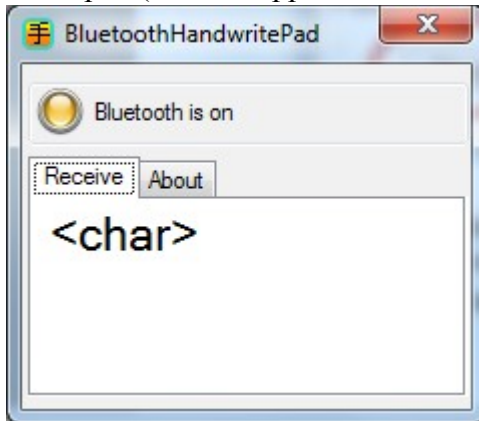 手 BluetoothHandwritePad
Bluetooth is on
Receive About
<char>